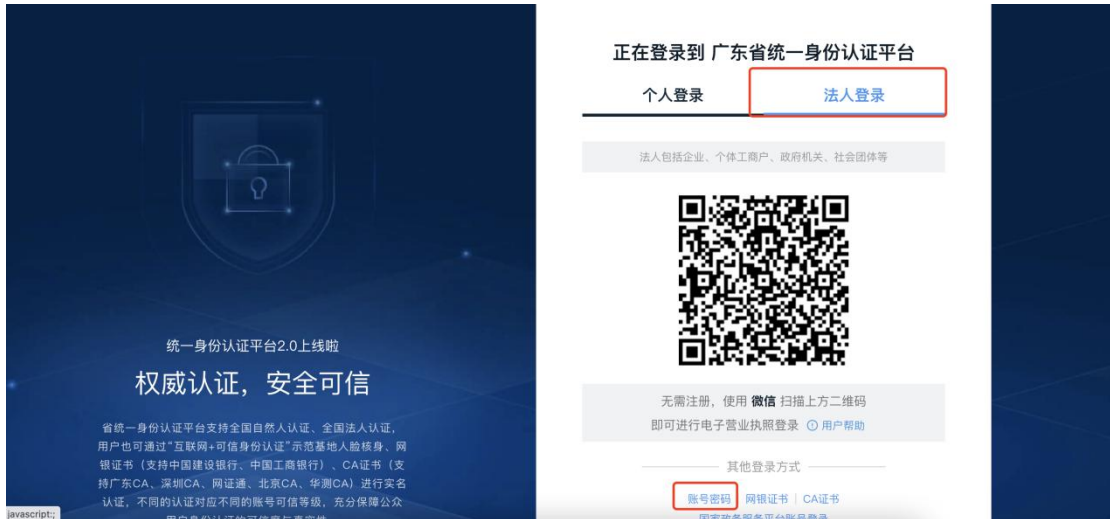 统一身份认证平台2.0上线啦
权威认证，安全可信
省统一身份认证平台支持全国自然人认证、全国法人认证，
用户也可通过“互联网+可信身份认证”示范基地人脸核身、网
银证书（支持中国建设银行、中国工商银行）、CA证书（支
持广东CA、深圳CA、网证通、北京CA、华测CA）进行实名
认证，不同的认证对应不同的账号可信等级，充分保障公众
javascript:;
正在登录到 广东省统一身份认证平台
个人登录 法人登录
法人包括企业、个体工商户、政府机关、社会团体等
无需注册，使用 微信 扫描上方二维码
即可进行电子营业执照登录 用户帮助
其他登录方式
账号密码 网银证书 | CA证书
国家政务服务平台账号登录